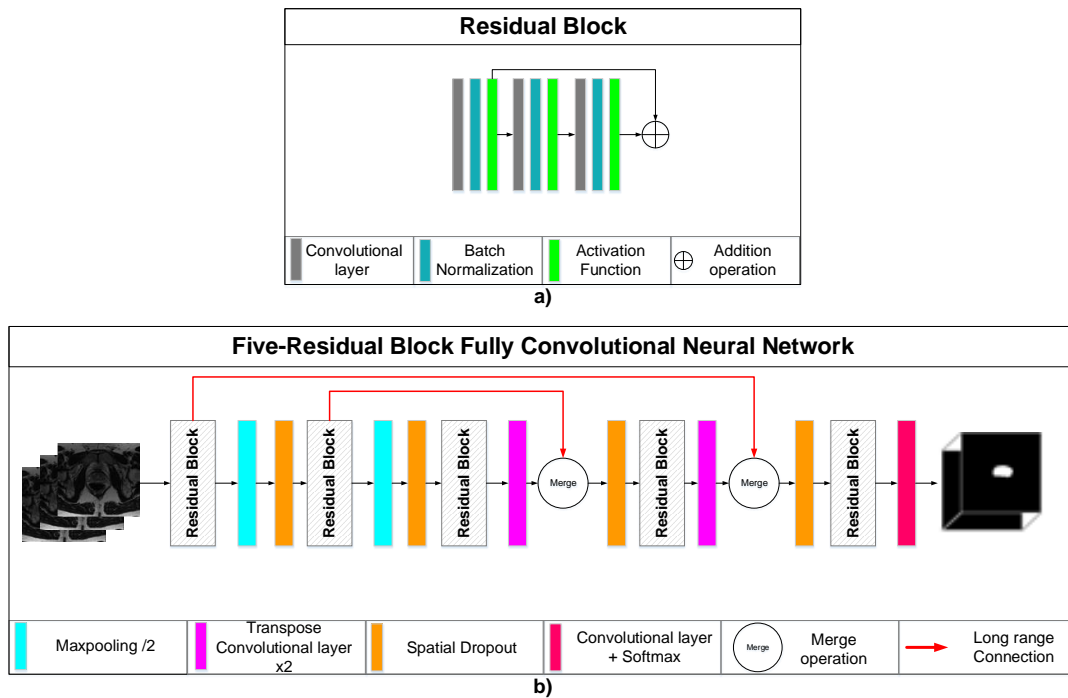 Residual Block
Convolutional
layer
Batch
Normalization
Activation
Function
Addition
operation
a)
Five-Residual Block Fully Convolutional Neural Network
Residual Block
Residual Block
Residual Block
Merge
Residual Block
Merge
Residual Block
Maxpooling /2
Transpose
Convolutional layer
x2
Spatial Dropout
Convolutional layer
+ Softmax
Merge
Merge
operation
Long range
Connection
b)